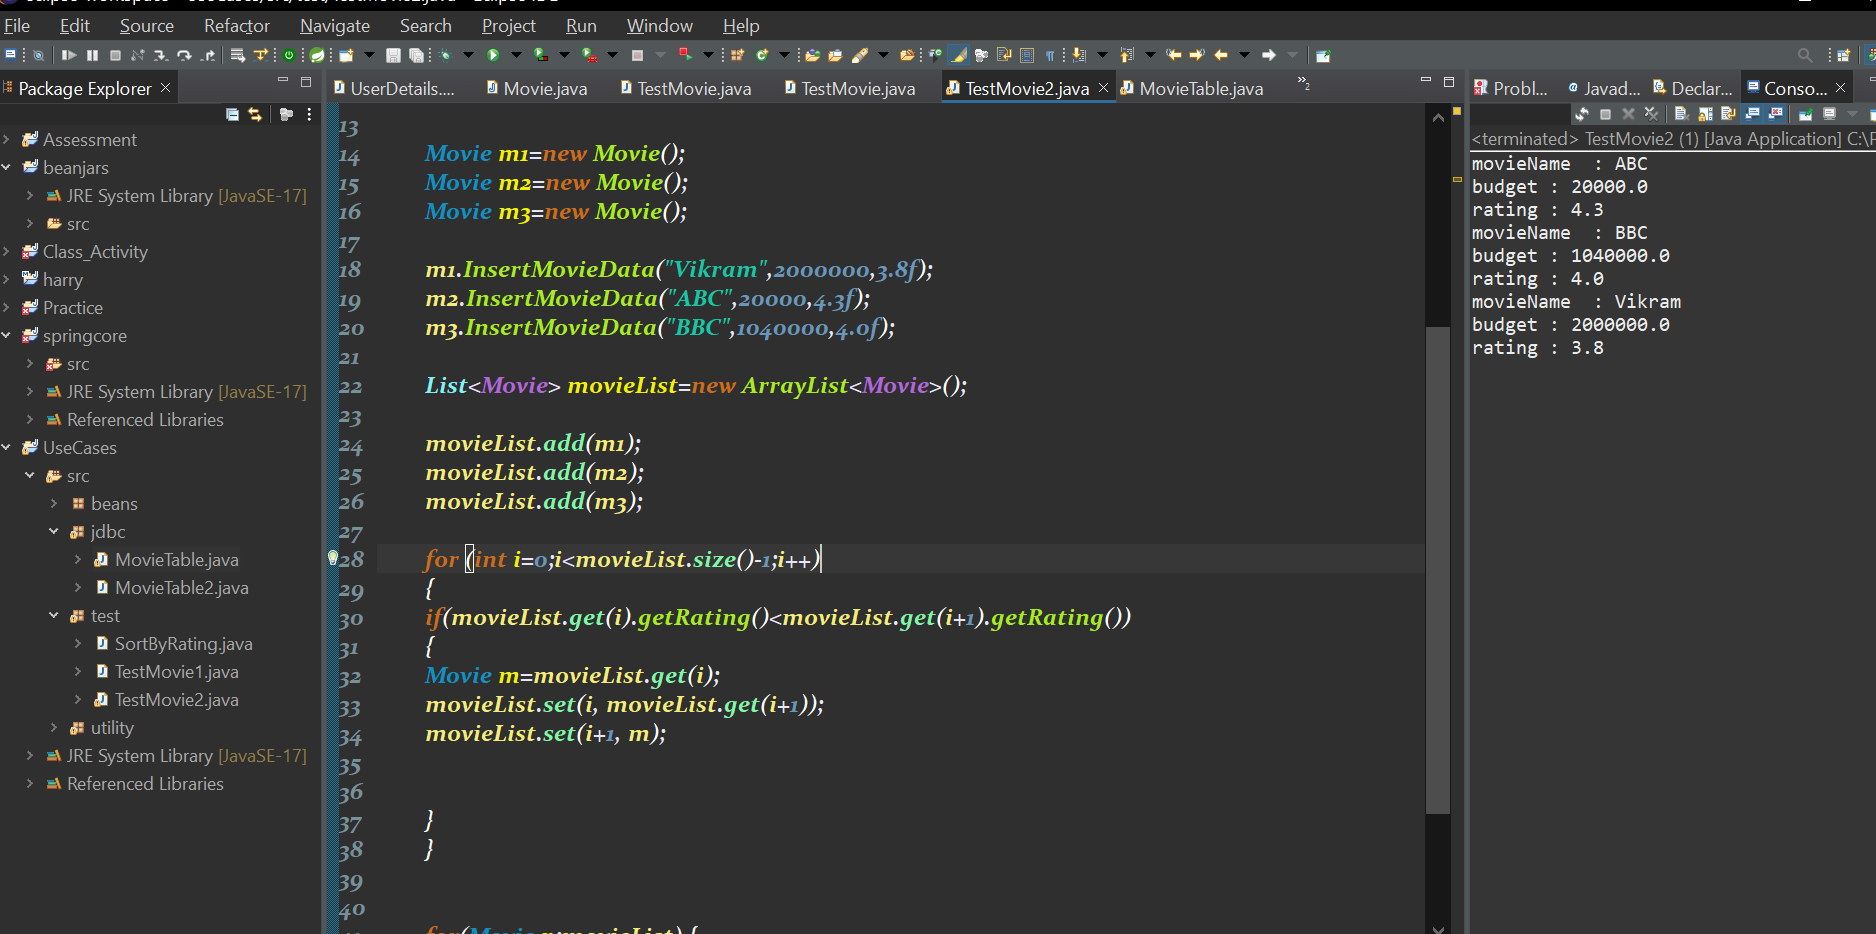 File Edit Source Refactor Navigate Search Project Run Window Help
Package Explorer
Assessment
beanjars
JRE System Library [JavaSE-17]
src
Class_Activity
harry
Practice
springcore
src
JRE System Library [JavaSE-17]
Referenced Libraries
UseCases
src
beans
jdbc
MovieTable.java
MovieTable2.java
test
SortByRating.java
TestMovie1.java
TestMovie2.java
utility
JRE System Library [JavaSE-17]
Referenced Libraries
UserDetails.... Movie.java TestMovie.java TestMovie.java TestMovie2.java MovieTable.java »2
13
14 Movie m1=new Movie();
15 Movie m2=new Movie();
16 Movie m3=new Movie();
17
18 m1.InsertMovieData("Vikram",2000000,3.8f);
19 m2.InsertMovieData("ABC",20000,4.3f);
20 m3.InsertMovieData("BBC",1040000,4.0f);
21
22 List<Movie> movieList=new ArrayList<Movie>();
23
24 movieList.add(m1);
25 movieList.add(m2);
26 movieList.add(m3);
27
28 for (int i=0;i<movieList.size()-1;i++)
29 {
30 if(movieList.get(i).getRating()<movieList.get(i+1).getRating())
31 {
32 Movie m=movieList.get(i);
33 movieList.set(i, movieList.get(i+1));
34 movieList.set(i+1, m);
35
36
37 }
38 }
39
40
Probl... Javad... Declar... Conso...
<terminated> TestMovie2 (1) [Java Application] C:\P
movieName : ABC
budget : 20000.0
rating : 4.3
movieName : BBC
budget : 1040000.0
rating : 4.0
movieName : Vikram
budget : 2000000.0
rating : 3.8